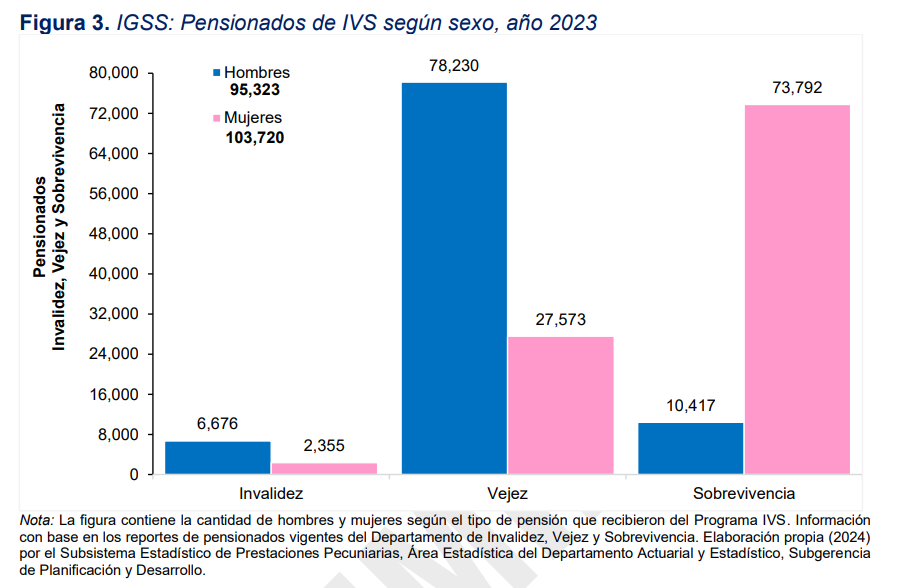 Figura 3. IGSS: Pensionados de IVS según sexo, año 2023
Pensionados
Invalidez, Vejez y Sobrevivencia
80,000
72,000
64,000
56,000
48,000
40,000
32,000
24,000
16,000
8,000
0
Hombres
95,323
Mujeres
103,720
6,676
2,355
78,230
27,573
10,417
73,792
Invalidez
Vejez
Sobrevivencia
Nota: La figura contiene la cantidad de hombres y mujeres según el tipo de pensión que recibieron del Programa IVS. Información
con base en los reportes de pensionados vigentes del Departamento de Invalidez, Vejez y Sobrevivencia. Elaboración propia (2024)
por el Subsistema Estadístico de Prestaciones Pecuniarias, Área Estadística del Departamento Actuarial y Estadístico, Subgerencia
de Planificación y Desarrollo.